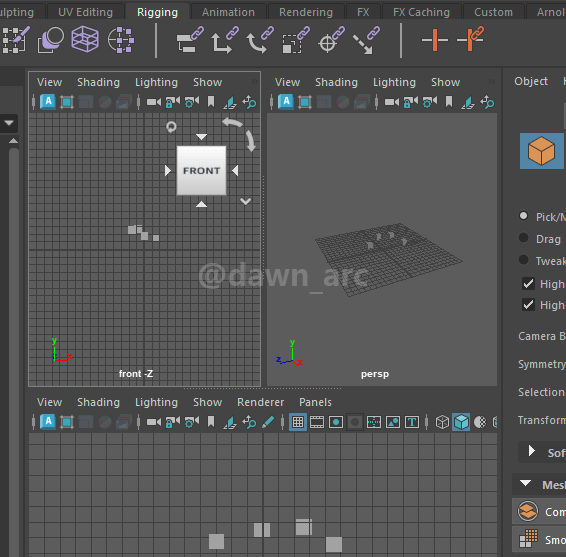 ulpting UV Editing Rigging Animation Rendering FX FX Caching Custom Arnol
View Shading Lighting Show
View Shading Lighting Show
Object
FRONT
Pick/M
Drag
Tweak
High
High
@dawn_arc
y
x
front -Z
y
z
x
persp
Camera B
Symmetry
Selection
Transform
View Shading Lighting Show Renderer Panels
Sof
Mesh
Com
Smo